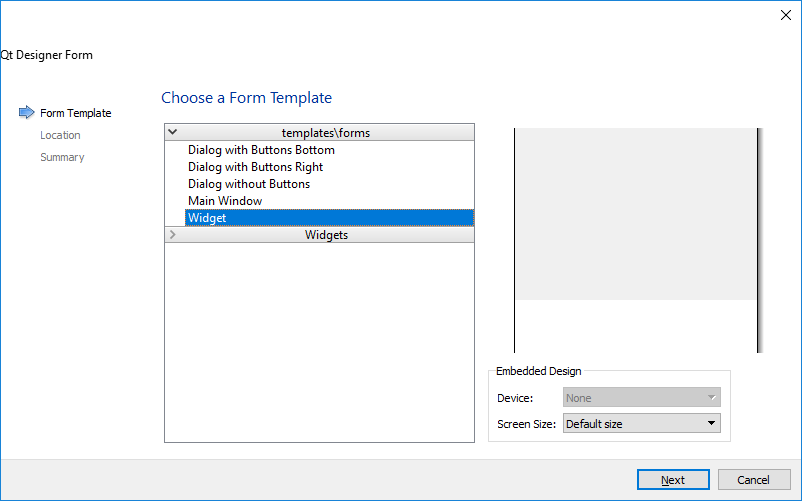 Qt Designer Form
Form Template
Location
Summary
Choose a Form Template
templates\forms
Dialog with Buttons Bottom
Dialog with Buttons Right
Dialog without Buttons
Main Window
Widget
Widgets
Embedded Design
Device: None
Screen Size: Default size
Next Cancel